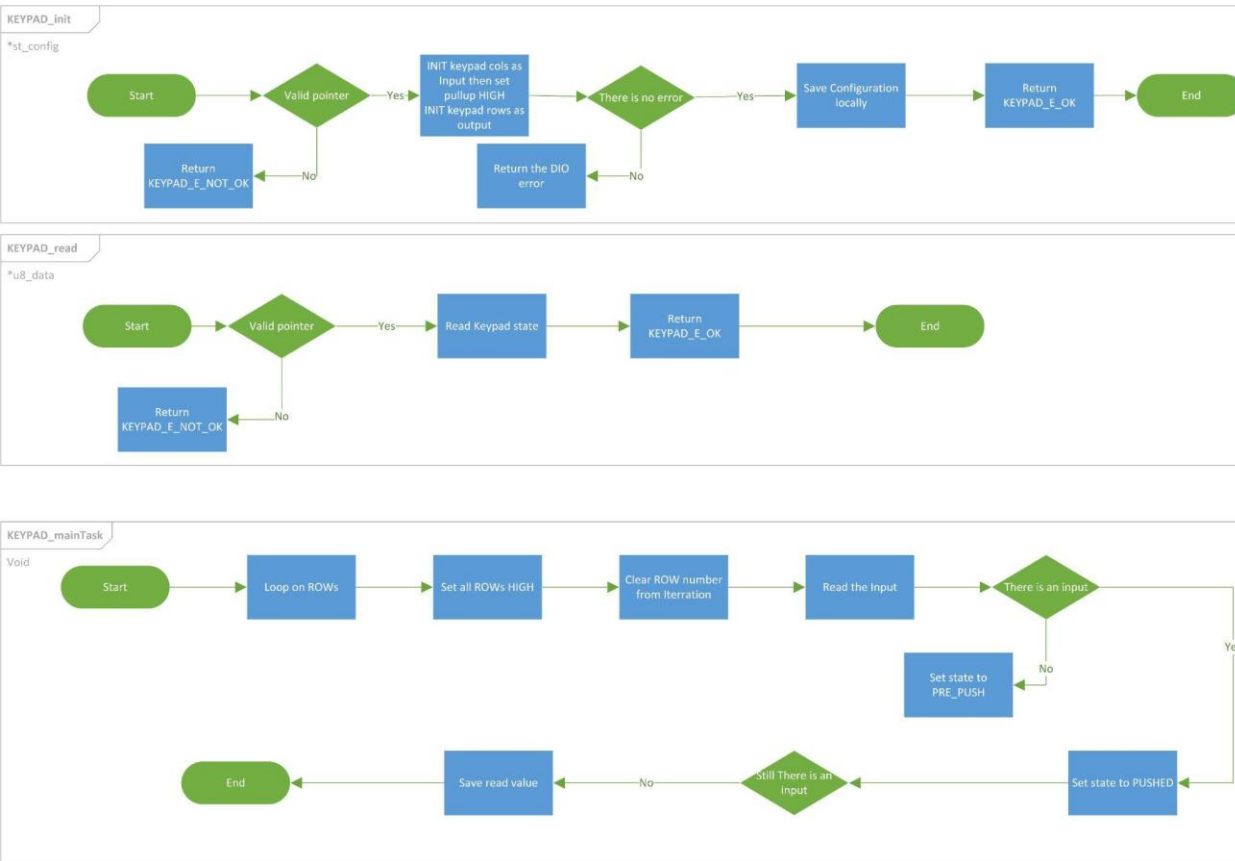 KEYPAD_init
*st_config
Start
Valid pointer
Yes
INIT keypad cols as
Input then set
pullup HIGH
INIT keypad rows as
output
There is no error
Yes
Save Configuration
locally
Return
KEYPAD_E_OK
End
No
Return
KEYPAD_E_NOT_OK
No
Return the DIO
error
KEYPAD_read
*u8_data
Start
Valid pointer
Yes
Read Keypad state
Return
KEYPAD_E_OK
End
No
Return
KEYPAD_E_NOT_OK
KEYPAD_mainTask
Void
Start
Loop on ROWs
Set all ROWs HIGH
Clear ROW number
from Iterration
Read the Input
There is an input
Ye
No
Set state to
PRE_PUSH
Set state to PUSHED
Still There is an
input
No
Save read value
End